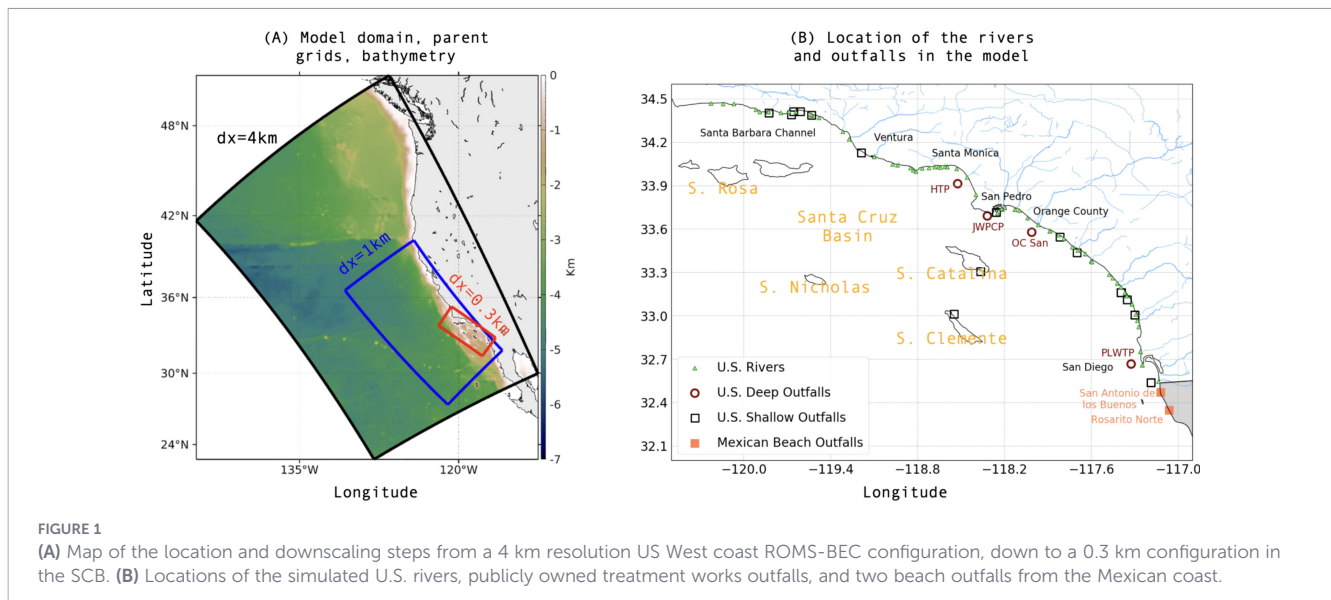 (A) Model domain, parent
grids, bathymetry
dx=4km
dx=1km
dx=0.3km
48°N
42°N
36°N
30°N
24°N
Latitude
135°W
120°W
Longitude
0
-1
-2
-3
-4
-5
-6
-7
Km
(B) Location of the rivers
and outfalls in the model
34.5
34.2
33.9
33.6
33.3
33.0
32.7
32.4
32.1
Santa Barbara Channel
Ventura
Santa Monica
S. Rosa
HTP
San Pedro
Santa Cruz
Basin
JWPCP
Orange County
OC San
S. Catalina
S. Nicholas
S. Clemente
PLWTP
San Diego
San Antonio de
los Buenos
Rosarito Norte
U.S. Rivers
U.S. Deep Outfalls
U.S. Shallow Outfalls
Mexican Beach Outfalls
−120.0
−119.4
−118.8
−118.2
−117.6
−117.0
Longitude
FIGURE 1
(A) Map of the location and downscaling steps from a 4 km resolution US West coast ROMS-BEC configuration, down to a 0.3 km configuration in
the SCB. (B) Locations of the simulated U.S. rivers, publicly owned treatment works outfalls, and two beach outfalls from the Mexican coast.